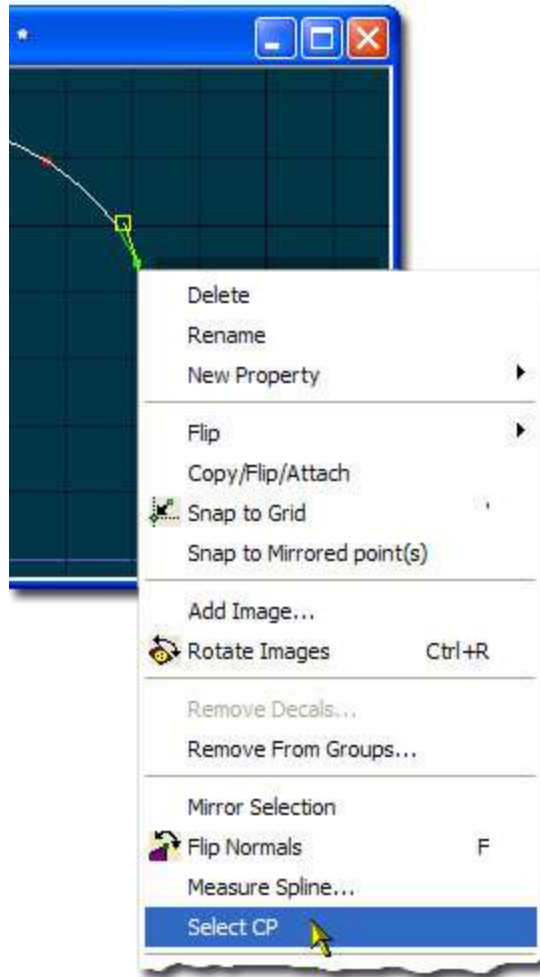 *
Delete
Rename
New Property
Flip
Copy/Flip/Attach
Snap to Grid '
Snap to Mirrored point(s)
Add Image...
Rotate Images Ctrl+R
Remove Decals...
Remove From Groups...
Mirror Selection
Flip Normals F
Measure Spline...
Select CP